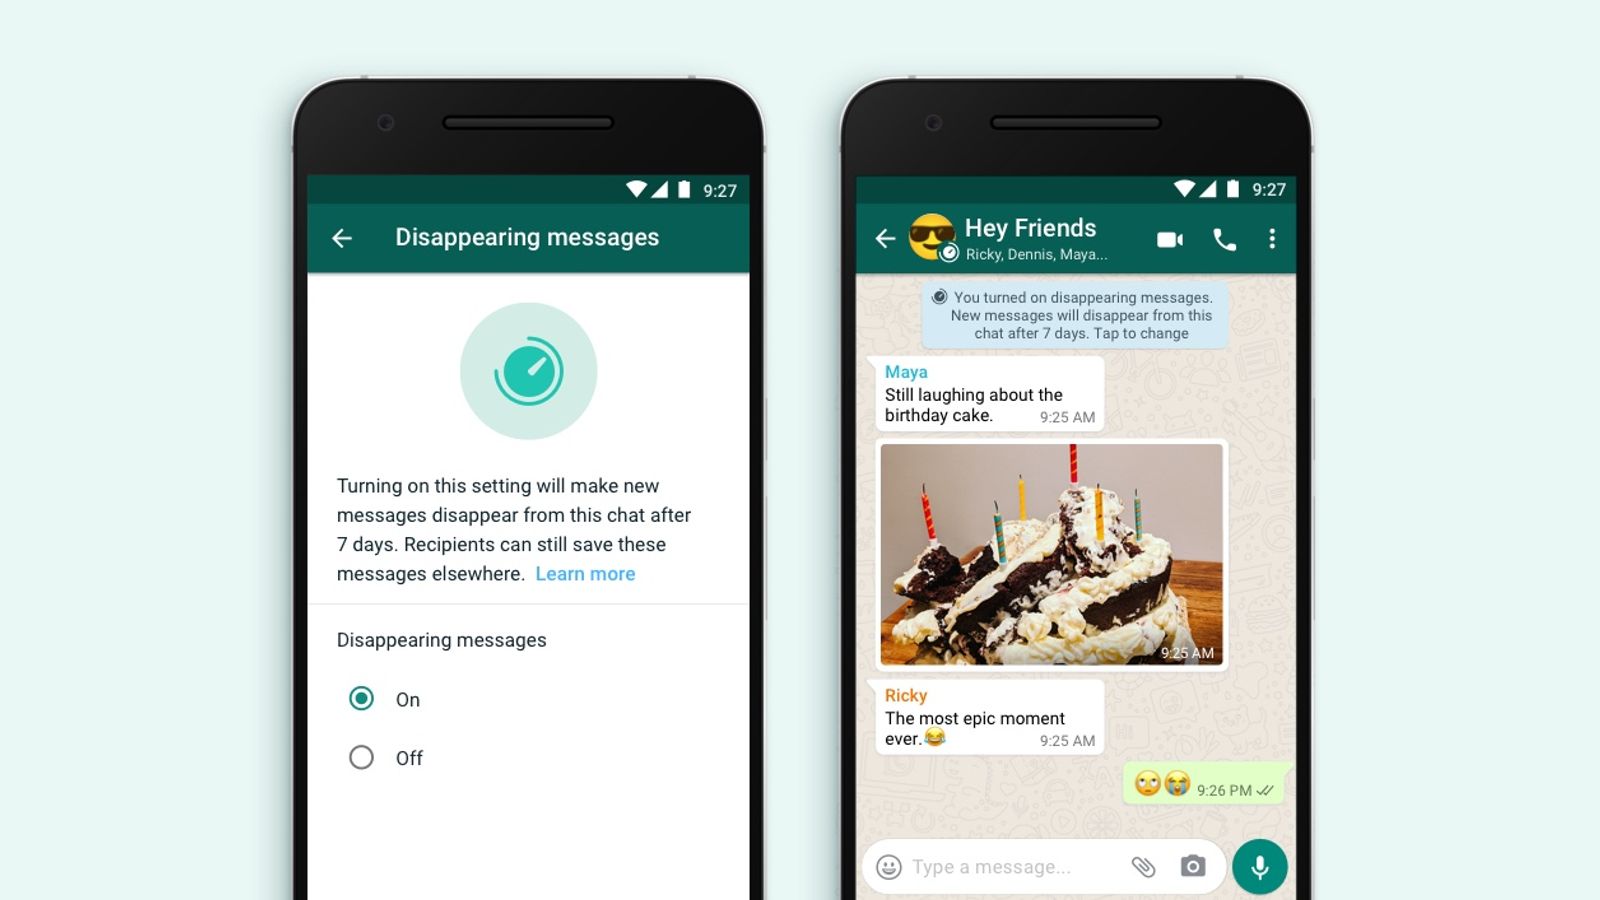 9:27
Disappearing messages
Turning on this setting will make new
messages disappear from this chat after
7 days. Recipients can still save these
messages elsewhere. Learn more
Disappearing messages
On
Off
9:27
Hey Friends
Ricky, Dennis, Maya...
You turned on disappearing messages.
New messages will disappear from this
chat after 7 days. Tap to change
Maya
Still laughing about the
birthday cake. 9:25 AM
9:25 AM
Ricky
The most epic moment
ever.😂 9:25 AM
🙄😭 9:26 PM
Type a message...